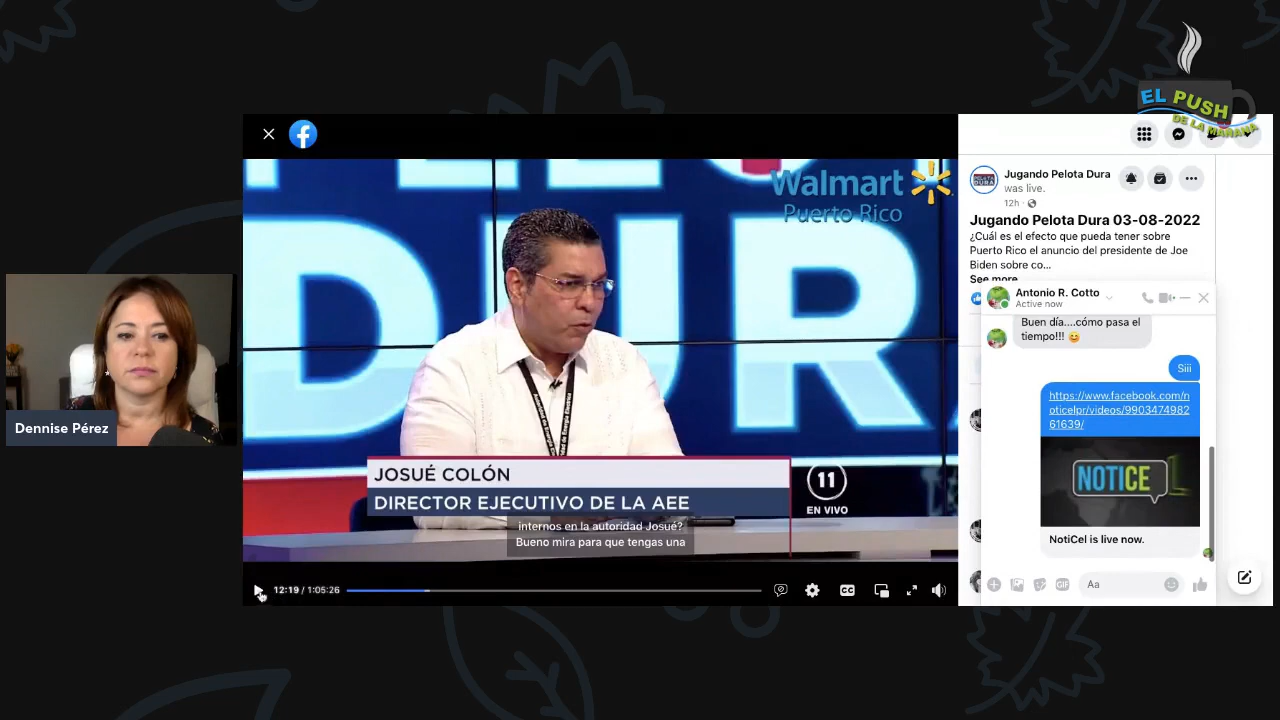 EL PUSH
DE LA MAÑANA
Dennise Pérez
Walmart
Puerto Rico
DURA
JOSUÉ COLÓN
DIRECTOR EJECUTIVO DE LA AEE
11
EN VIVO
internos en la autoridad Josué?
Bueno mira para que tengas una
12:19 / 1:05:26
CC
Jugando Pelota Dura
was live.
12h
Jugando Pelota Dura 03-08-2022
¿Cuál es el efecto que pueda tener sobre
Puerto Rico el anuncio del presidente de Joe
Biden sobre co...
See more
Antonio R. Cotto
Active now
Buen día....cómo pasa el
tiempo!!! 😊
Siii
https://www.facebook.com/n
oticelpr/videos/9903474982
61639/
NOTICEL
NotiCel is live now.
GIF
Aa